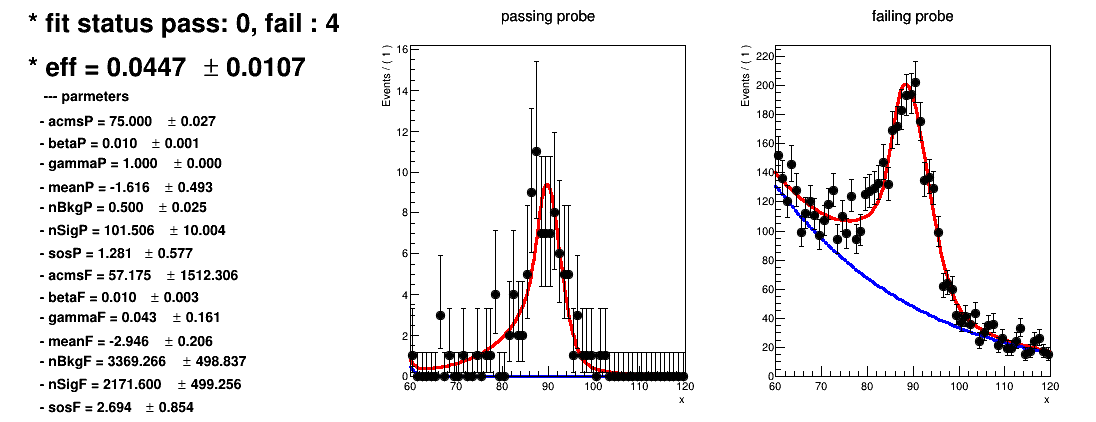 * fit status pass: 0, fail : 4
* eff = 0.0447 ± 0.0107
--- parmeters
- acmsP = 75.000 ± 0.027
- betaP = 0.010 ± 0.001
- gammaP = 1.000 ± 0.000
- meanP = -1.616 ± 0.493
- nBkgP = 0.500 ± 0.025
- nSigP = 101.506 ± 10.004
- sosP = 1.281 ± 0.577
- acmsF = 57.175 ± 1512.306
- betaF = 0.010 ± 0.003
- gammaF = 0.043 ± 0.161
- meanF = -2.946 ± 0.206
- nBkgF = 3369.266 ± 498.837
- nSigF = 2171.600 ± 499.256
- sosF = 2.694 ± 0.854
passing probe
Events / ( 1 )
16
14
12
10
8
6
4
2
0
60 70 80 90 100 110 120
x
failing probe
Events / ( 1 )
220
200
180
160
140
120
100
80
60
40
20
0
60 70 80 90 100 110 120
x